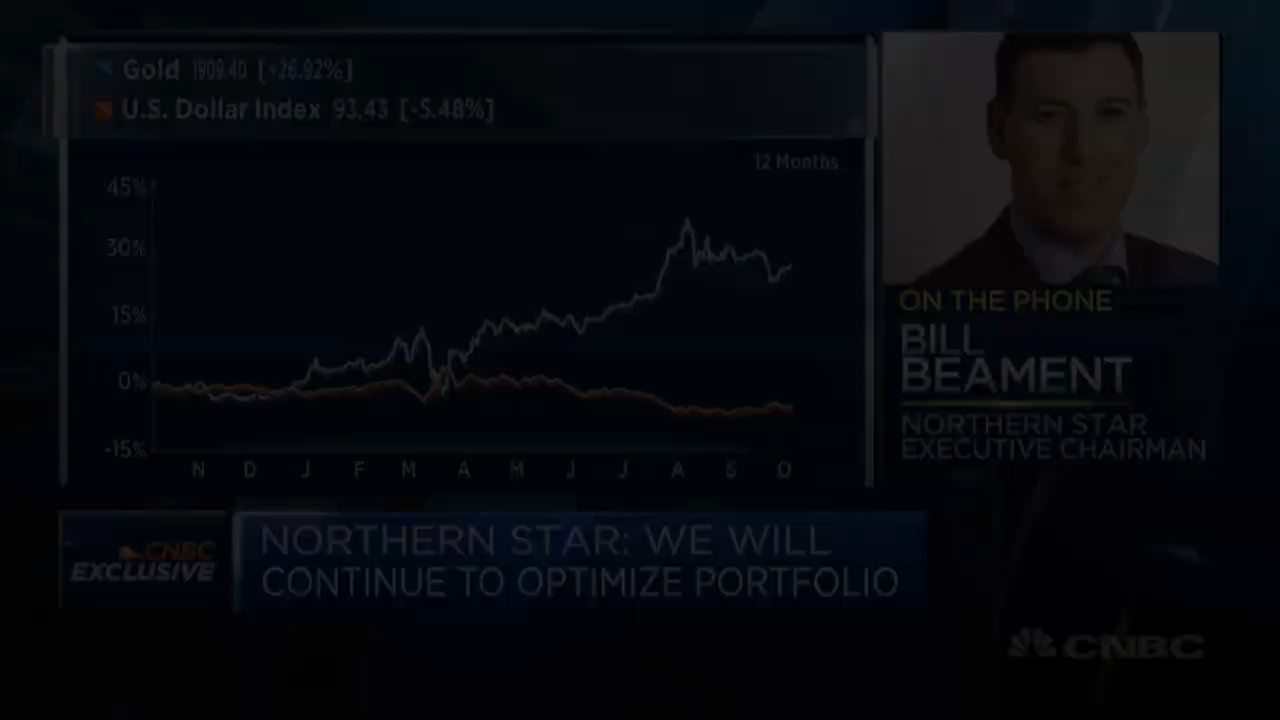 Gold 1909.40 [+26.92%]
U.S. Dollar Index 93.43 [-5.48%]
12 Months
45%
30%
15%
0%
-15%
N D J F M A M J J A S O
ON THE PHONE
BILL
BEAMENT
NORTHERN STAR
EXECUTIVE CHAIRMAN
CNBC
EXCLUSIVE
NORTHERN STAR: WE WILL
CONTINUE TO OPTIMIZE PORTFOLIO
CNBC